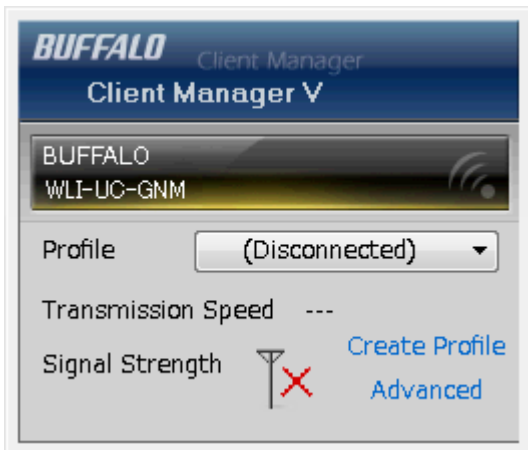 BUFFALO Client Manager
Client Manager V
BUFFALO
WLI-UC-GNM
Profile (Disconnected)
Transmission Speed ---
Signal Strength
Create Profile
Advanced